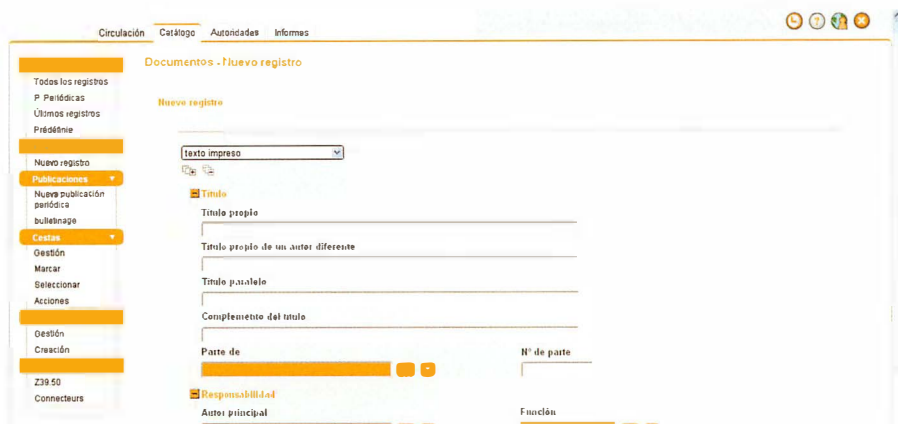 Circulación Catálogo Autoridades Informes
Documentos - Nuevo registro
Todos los registros
P Periódicas
Últimos registros
Prédéfinie
Nuevo registro
Publicaciones
Nueva publicación
periódica
bulletinage
Cestas
Gestión
Marcar
Seleccionar
Acciones
Gestión
Creación
Z39.50
Connecteurs
Nuevo registro
texto impreso
Título
Título propio
Título propio de un autor diferente
Título paralelo
Complemento del título
Parte de
Nº de parte
Responsabilidad
Autor principal
Función